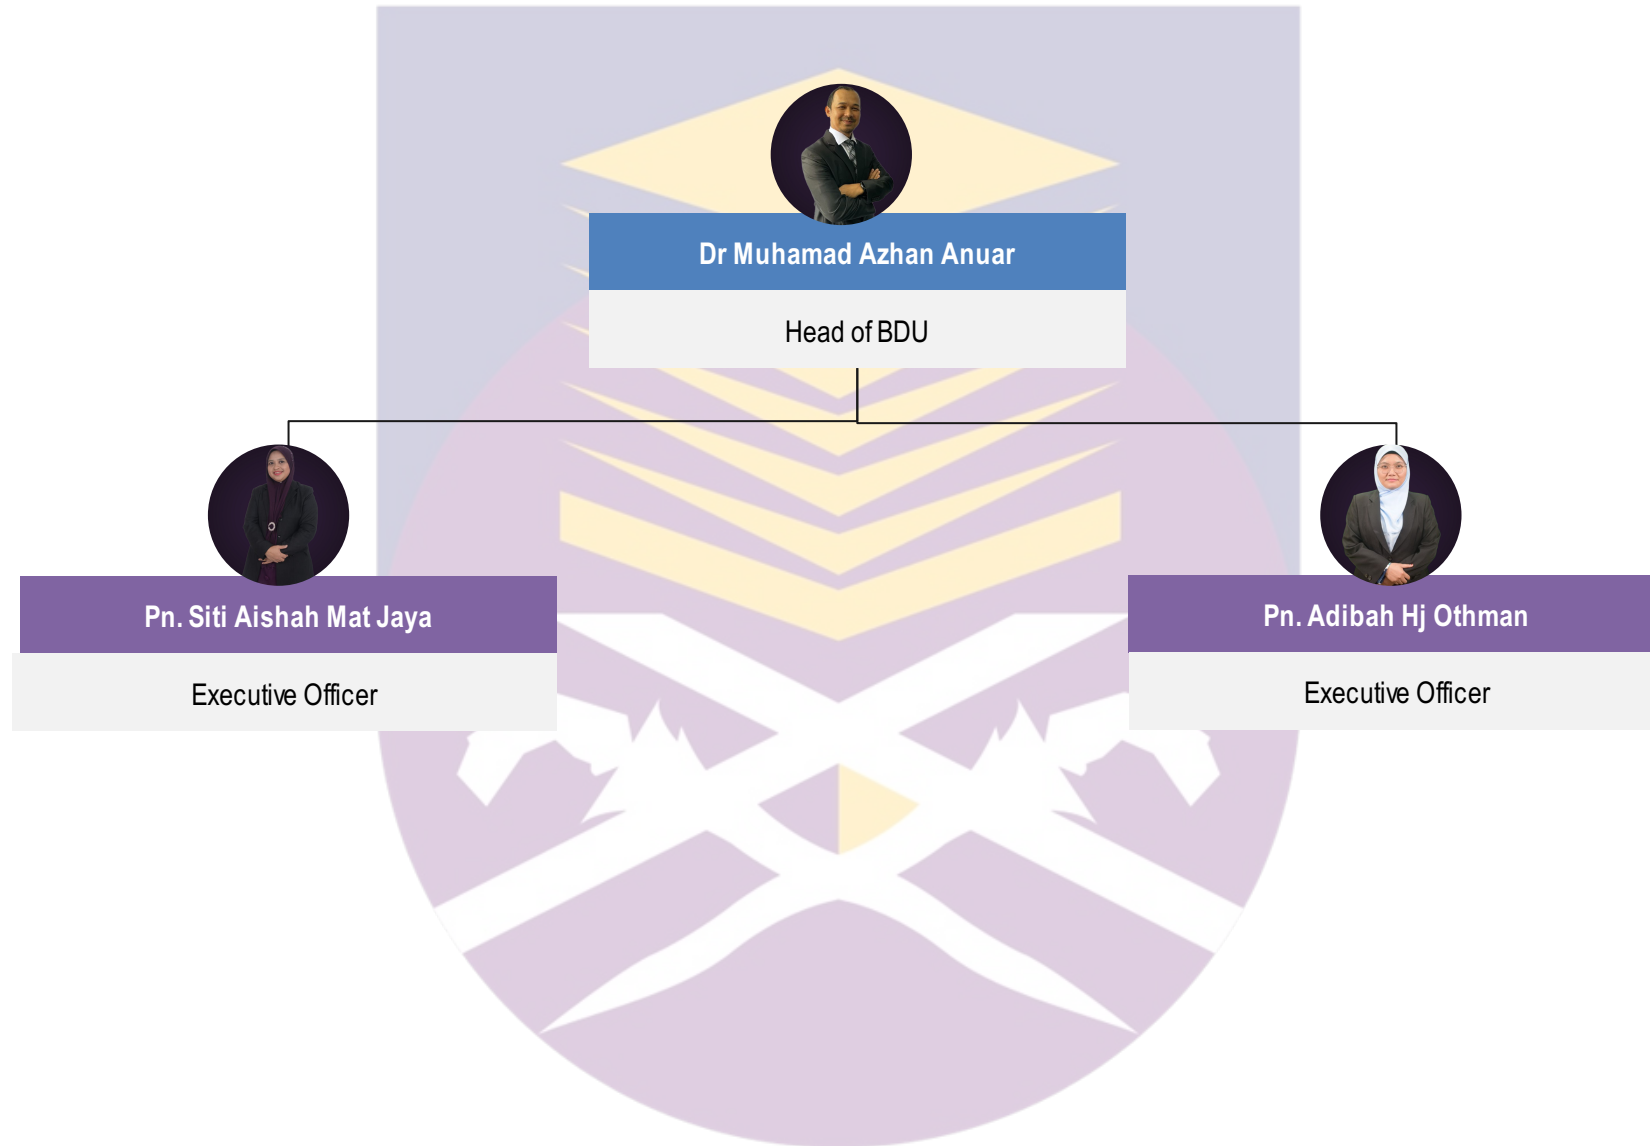 Dr Muhamad Azhan Anuar
Head of BDU
Pn. Siti Aishah Mat Jaya
Executive Officer
Pn. Adibah Hj Othman
Executive Officer